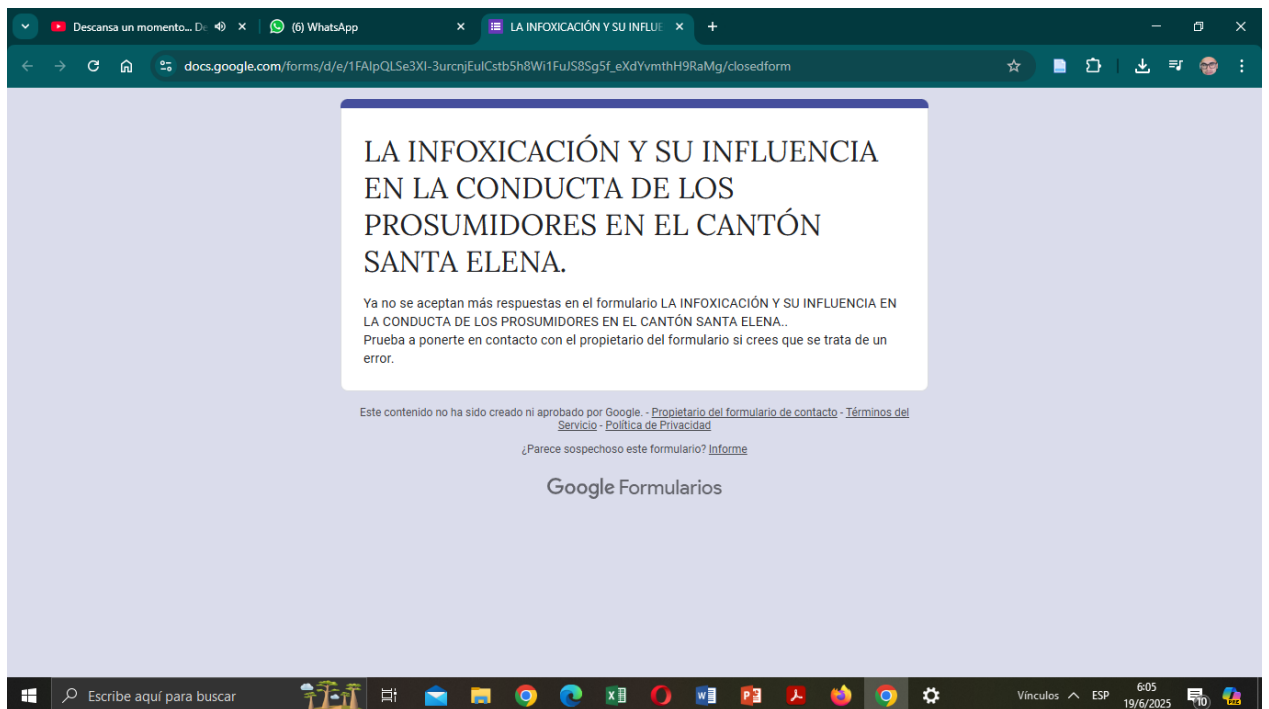 Descansa un momento... De
(6) WhatsApp
LA INFOXICACIÓN Y SU INFLUE
docs.google.com/forms/d/e/1FAIpQLSe3XI-3urcnjEulCstb5h8Wi1FuJS8Sg5f_eXdYvmthH9RaMg/closedform
LA INFOXICACIÓN Y SU INFLUENCIA
EN LA CONDUCTA DE LOS
PROSUMIDORES EN EL CANTÓN
SANTA ELENA.
Ya no se aceptan más respuestas en el formulario LA INFOXICACIÓN Y SU INFLUENCIA EN
LA CONDUCTA DE LOS PROSUMIDORES EN EL CANTÓN SANTA ELENA..
Prueba a ponerte en contacto con el propietario del formulario si crees que se trata de un
error.
Este contenido no ha sido creado ni aprobado por Google. - Propietario del formulario de contacto - Términos del
Servicio - Política de Privacidad
¿Parece sospechoso este formulario? Informe
Google Formularios
Escribe aquí para buscar
Vínculos
ESP
6:05
19/6/2025
10
PRE